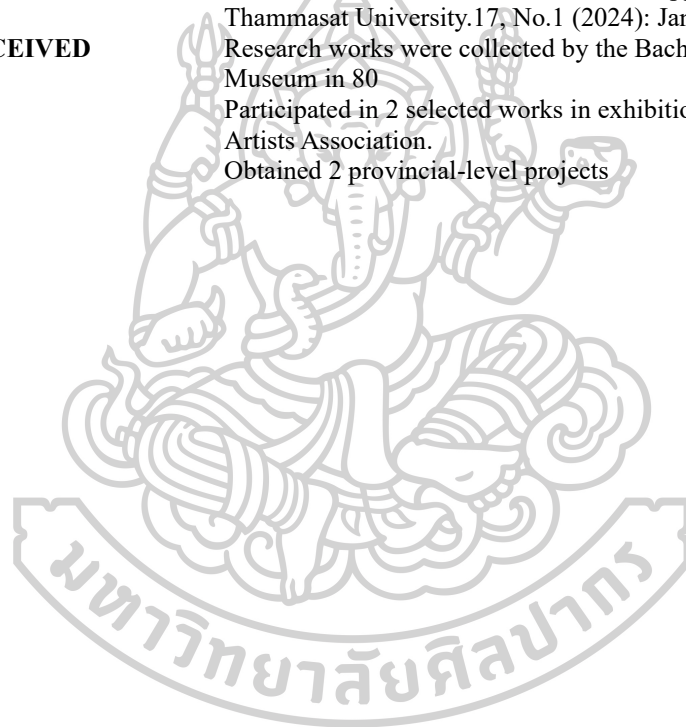 Thammasat University.17, No.1 (2024): Jan
CEIVED Research works were collected by the Bach
Museum in 80
Participated in 2 selected works in exhibitio
Artists Association.
Obtained 2 provincial-level projects
มหาวิทยาลัยศิลปากร